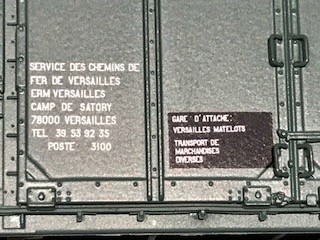 SERVICE DES CHEMINS DE
FER DE VERSAILLES
ERM VERSAILLES
CAMP DE SATORY
78000 VERSAILLES
TEL 39 53 92 35
POSTE 3100
GARE D'ATTACHE:
VERSAILLES MATELOTS
TRANSPORT DE
MARCHANDISES
DIVERSES